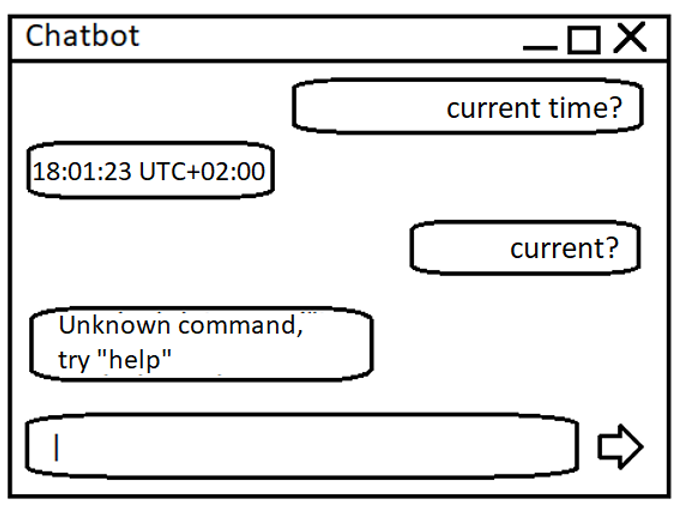 Chatbot
current time?
18:01:23 UTC+02:00
current?
Unknown command,
try "help"